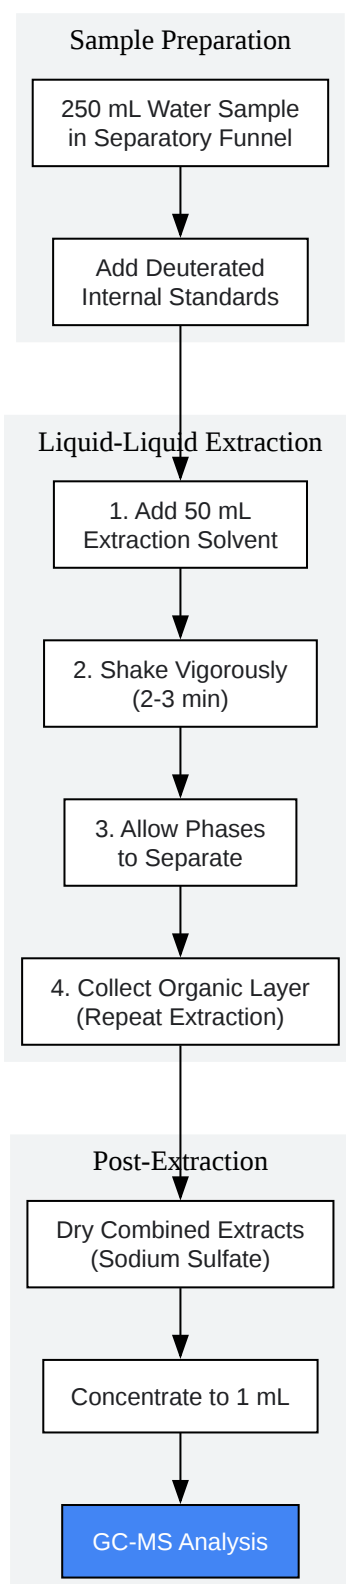 Sample Preparation
250 mL Water Sample
in Separatory Funnel
Add Deuterated
Internal Standards
Liquid-Liquid Extraction
1. Add 50 mL
Extraction Solvent
2. Shake Vigorously
(2-3 min)
3. Allow Phases
to Separate
4. Collect Organic Layer
(Repeat Extraction)
Post-Extraction
Dry Combined Extracts
(Sodium Sulfate)
Concentrate to 1 mL
GC-MS Analysis